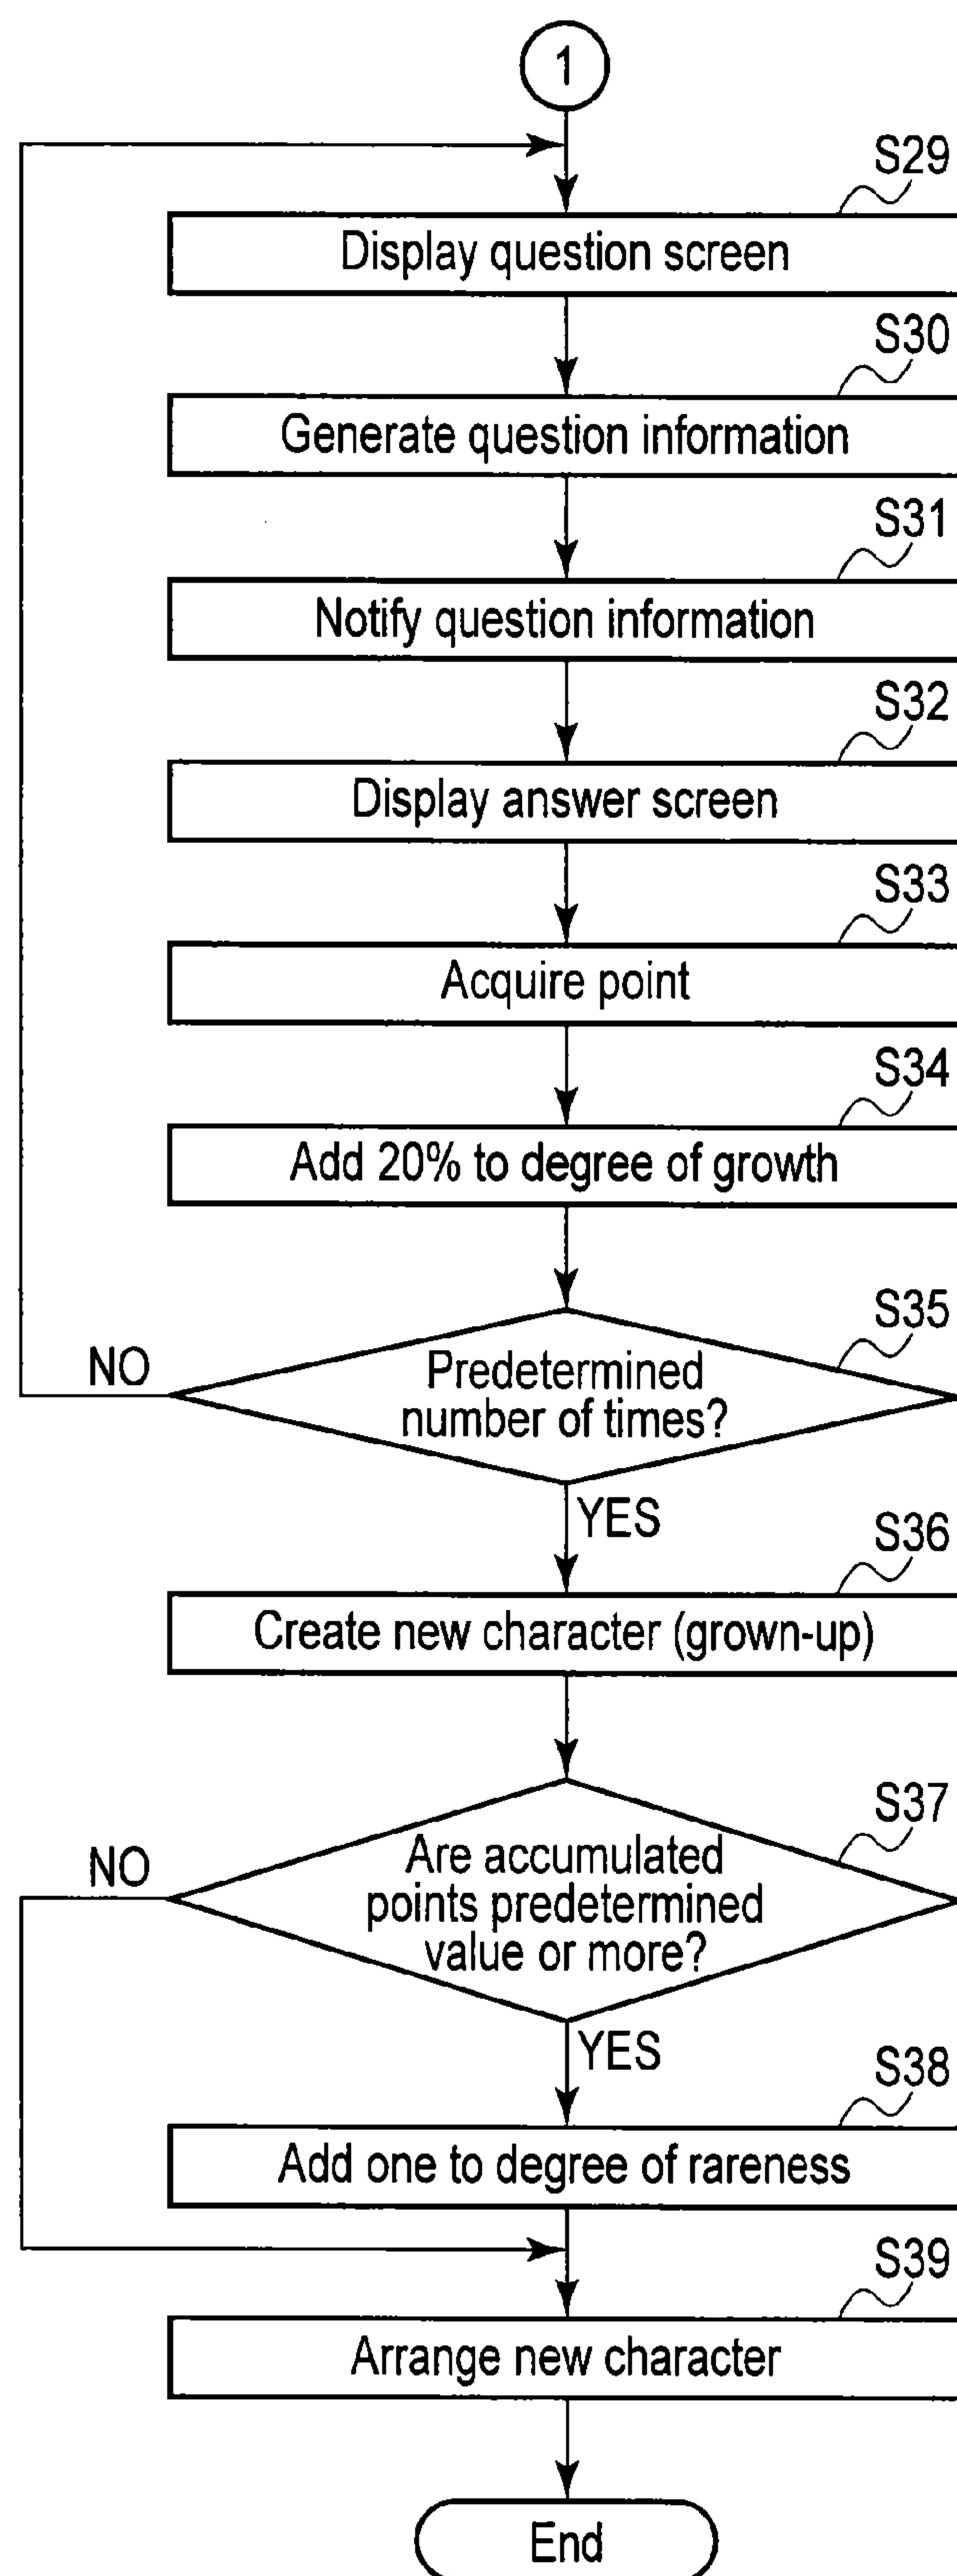 1
S29
Display question screen
S30
Generate question information
S31
Notify question information
S32
Display answer screen
S33
Acquire point
S34
Add 20% to degree of growth
S35
NO
Predetermined
number of times?
YES
S36
Create new character (grown-up)
S37
NO
Are accumulated
points predetermined
value or more?
YES
S38
Add one to degree of rareness
S39
Arrange new character
End